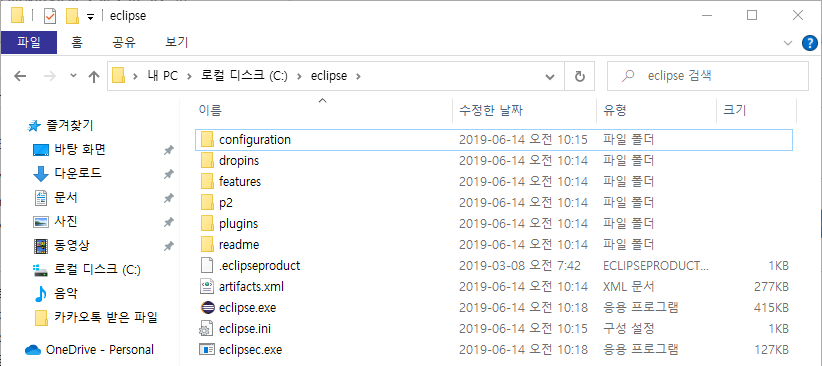 eclipse
파일 홈 공유 보기
내 PC 로컬 디스크 (C:) eclipse eclipse 검색
이름 수정한 날짜 유형 크기
즐겨찾기
바탕 화면
다운로드
문서
사진
동영상
로컬 디스크 (C:)
음악
카카오톡 받은 파일
OneDrive - Personal
configuration 2019-06-14 오전 10:15 파일 폴더
dropins 2019-06-14 오전 10:14 파일 폴더
features 2019-06-14 오전 10:14 파일 폴더
p2 2019-06-14 오전 10:14 파일 폴더
plugins 2019-06-14 오전 10:14 파일 폴더
readme 2019-06-14 오전 10:14 파일 폴더
.eclipseproduct 2019-03-08 오전 7:42 ECLIPSEPRODUCT... 1KB
artifacts.xml 2019-06-14 오전 10:14 XML 문서 277KB
eclipse.exe 2019-06-14 오전 10:18 응용 프로그램 415KB
eclipse.ini 2019-06-14 오전 10:15 구성 설정 1KB
eclipsec.exe 2019-06-14 오전 10:18 응용 프로그램 127KB